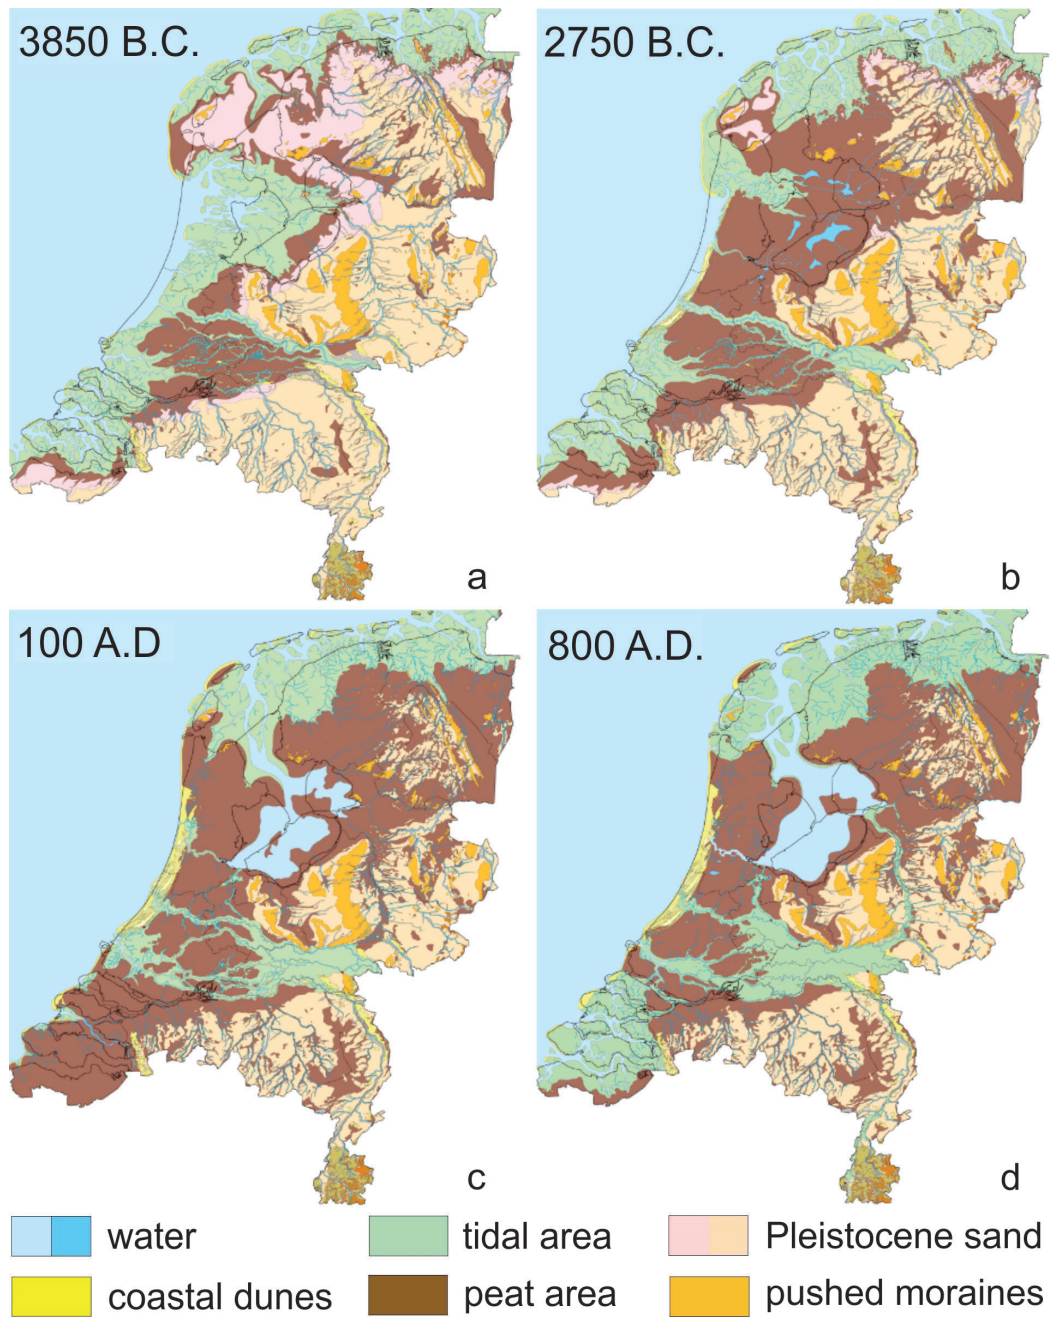 3850 B.C.
2750 B.C.
a
b
100 A.D
800 A.D.
c
d
water
tidal area
Pleistocene sand
coastal dunes
peat area
pushed moraines